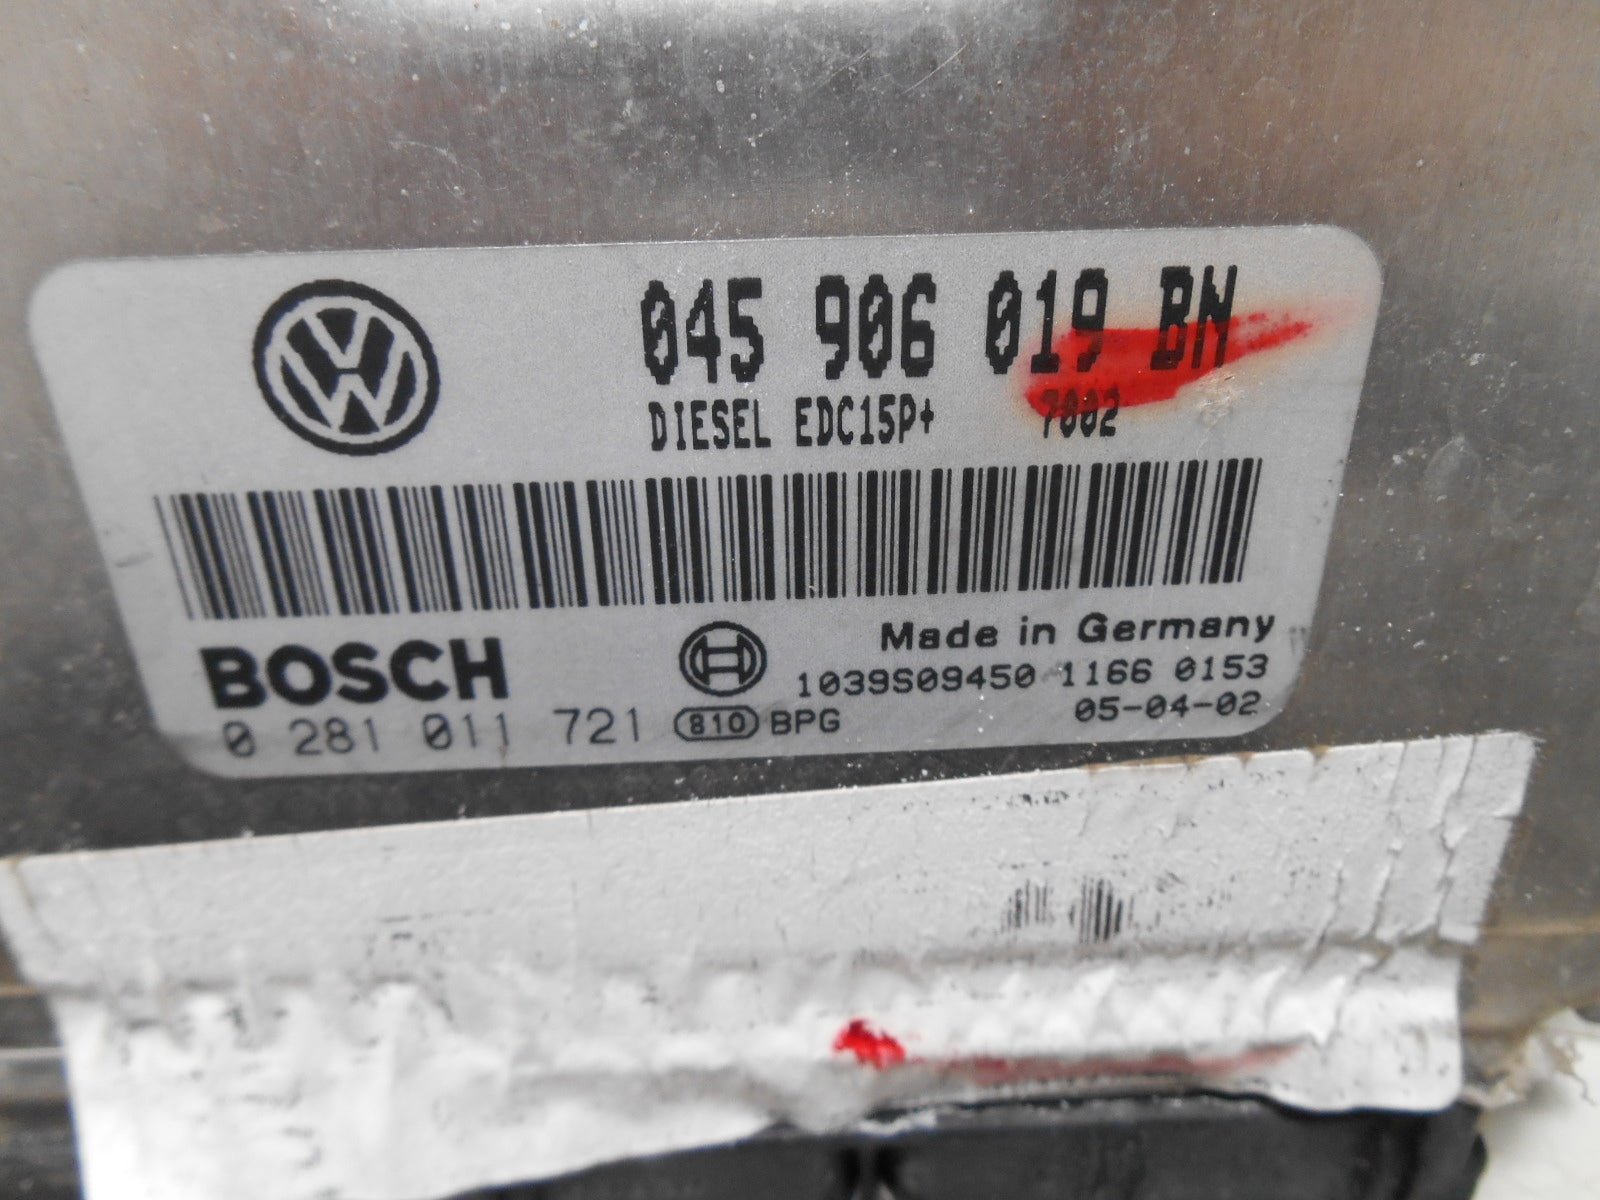 045 906 019 BN
DIESEL EDC15P+ 7002
BOSCH
Made in Germany
1039S09450 1166 0153
0 281 011 721 810 BPG
05-04-02